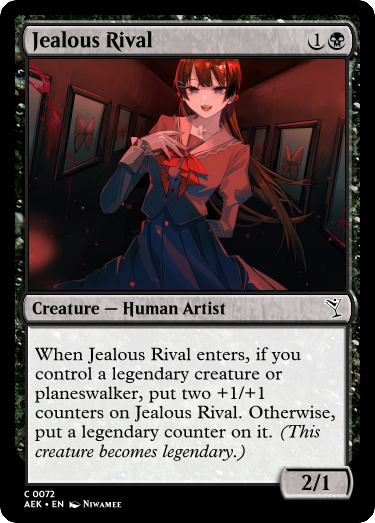 Jealous Rival 1
Creature — Human Artist
When Jealous Rival enters, if you
control a legendary creature or
planeswalker, put two +1/+1
counters on Jealous Rival. Otherwise,
put a legendary counter on it. (This
creature becomes legendary.)
2/1
C 0072
AEK • EN Niwamee